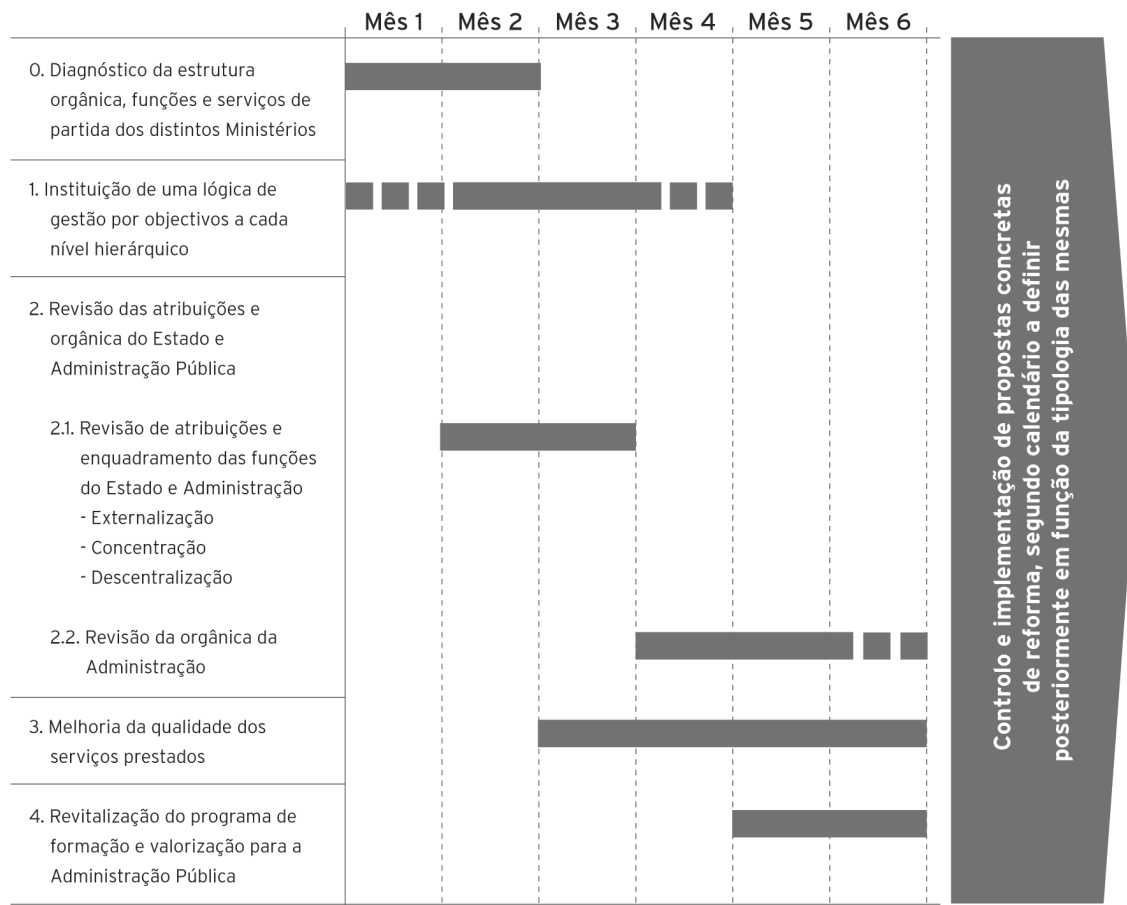 Mês 1 Mês 2 Mês 3 Mês 4 Mês 5 Mês 6
0. Diagnóstico da estrutura
orgânica, funções e serviços de
partida dos distintos Ministérios
1. Instituição de uma lógica de
gestão por objectivos a cada
nível hierárquico
2. Revisão das atribuições e
orgânica do Estado e
Administração Pública
2.1. Revisão de atribuições e
enquadramento das funções
do Estado e Administração
- Externalização
- Concentração
- Descentralização
2.2. Revisão da orgânica da
Administração
3. Melhoria da qualidade dos
serviços prestados
4. Revitalização do programa de
formação e valorização para a
Administração Pública
Controlo e implementação de propostas concretas
de reforma, segundo calendário a definir
posteriormente em função da tipologia das mesmas